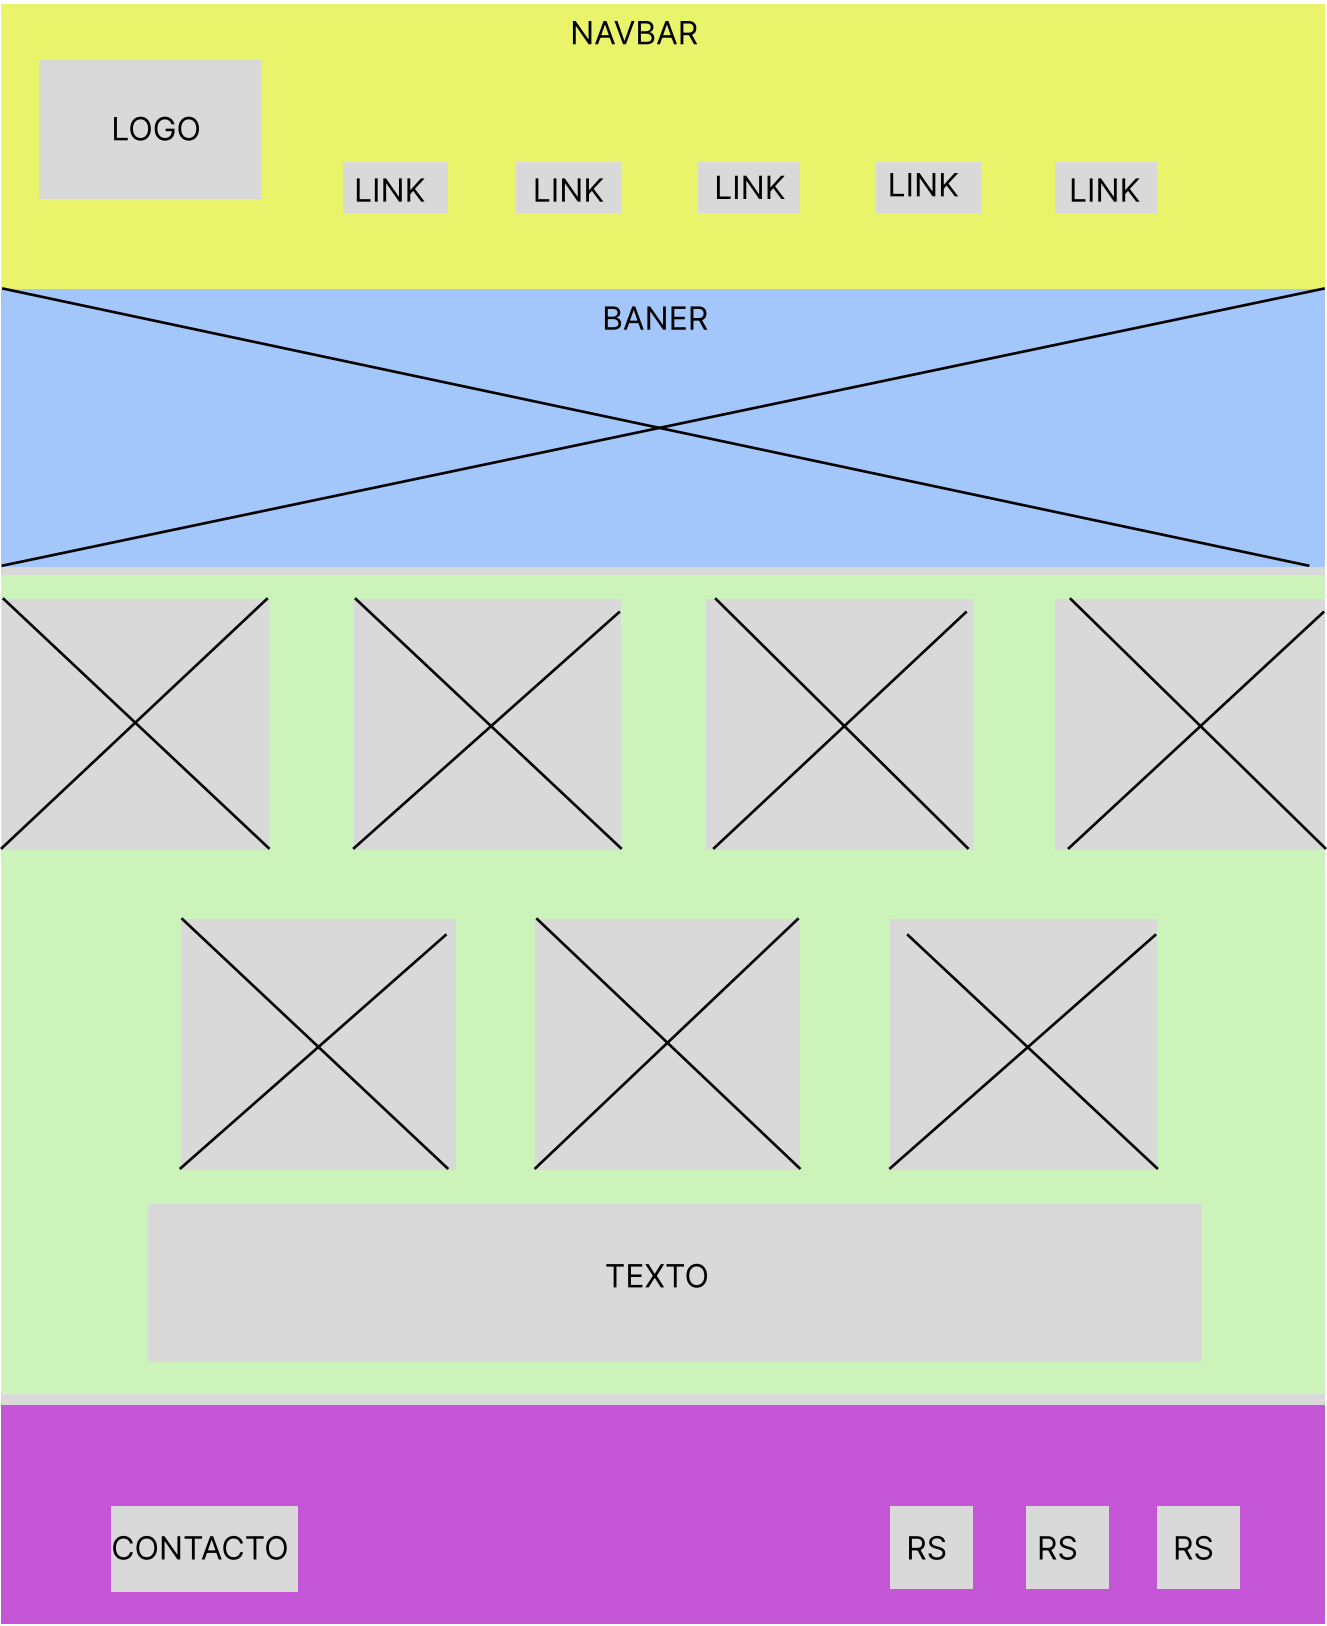 NAVBAR
LOGO
LINK LINK LINK LINK LINK
BANER
TEXTO
CONTACTO RS RS RS